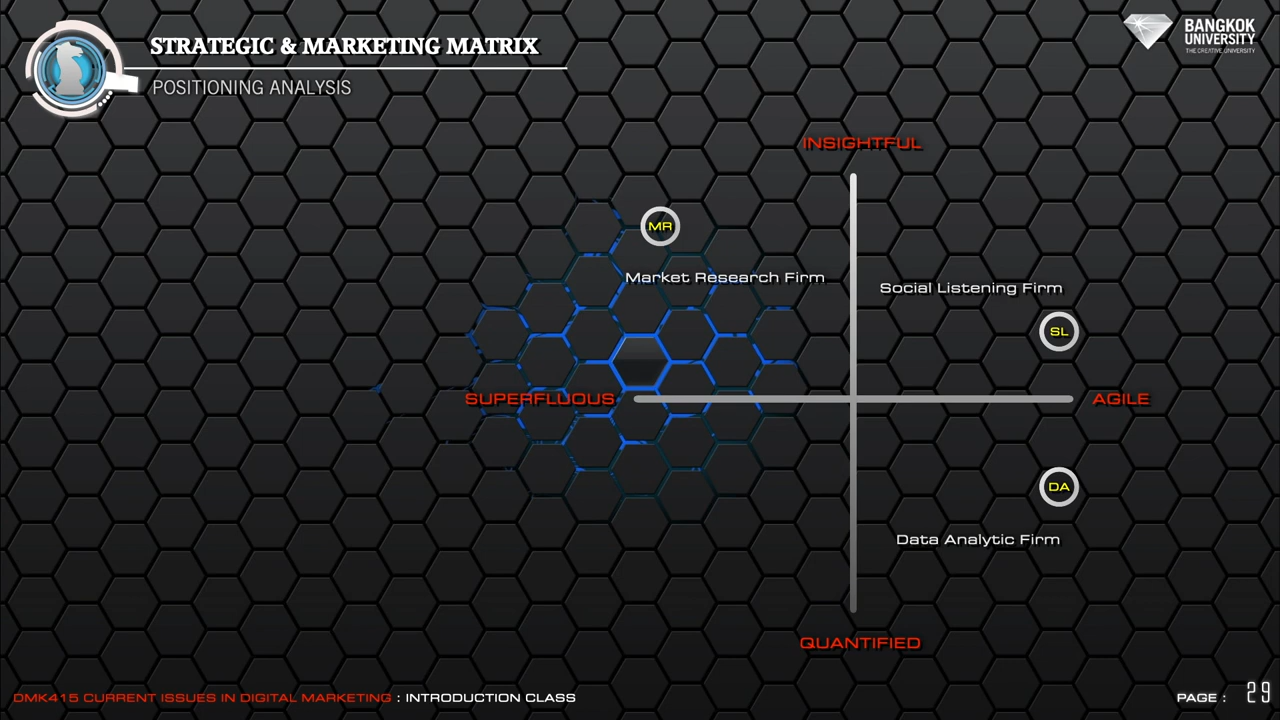 STRATEGIC & MARKETING MATRIX
POSITIONING ANALYSIS
BANGKOK
UNIVERSITY
THE CREATIVE UNIVERSITY
INSIGHTFUL
MR
Market Research Firm
Social Listening Firm
SL
SUPERFLUOUS
AGILE
DA
Data Analytic Firm
QUANTIFIED
DMK415 CURRENT ISSUES IN DIGITAL MARKETING : INTRODUCTION CLASS
PAGE : 29